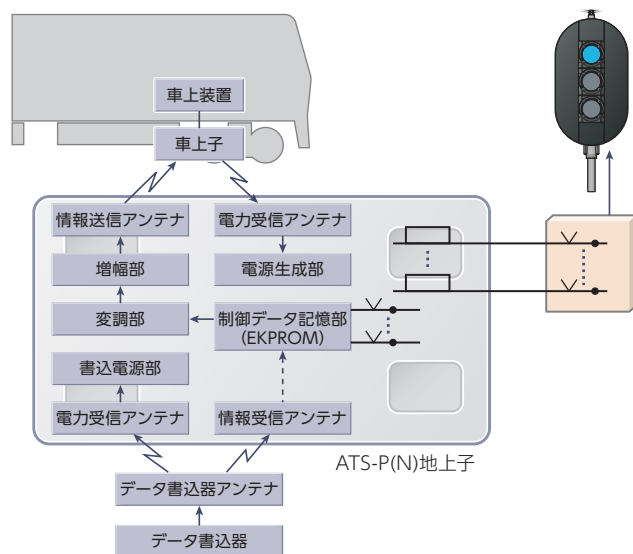 車上装置
車上子
情報送信アンテナ
電力受信アンテナ
増幅部
電源生成部
変調部
制御データ記憶部
(EKPROM)
書込電源部
電力受信アンテナ
情報受信アンテナ
ATS-P(N)地上子
データ書込器アンテナ
データ書込器